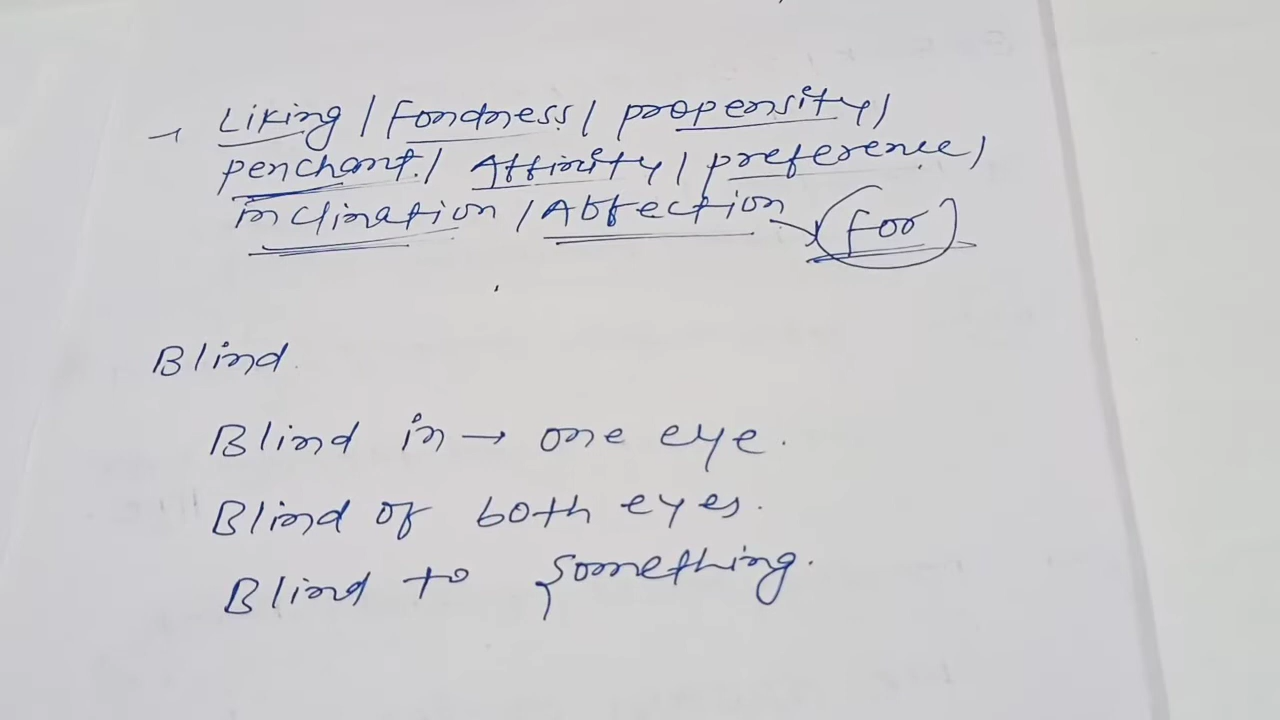 → Liking / Fondness / propensity /
penchant / Affinity / preference /
inclination / Affection → for
Blind
Blind in → one eye.
Blind of both eyes.
Blind to something.